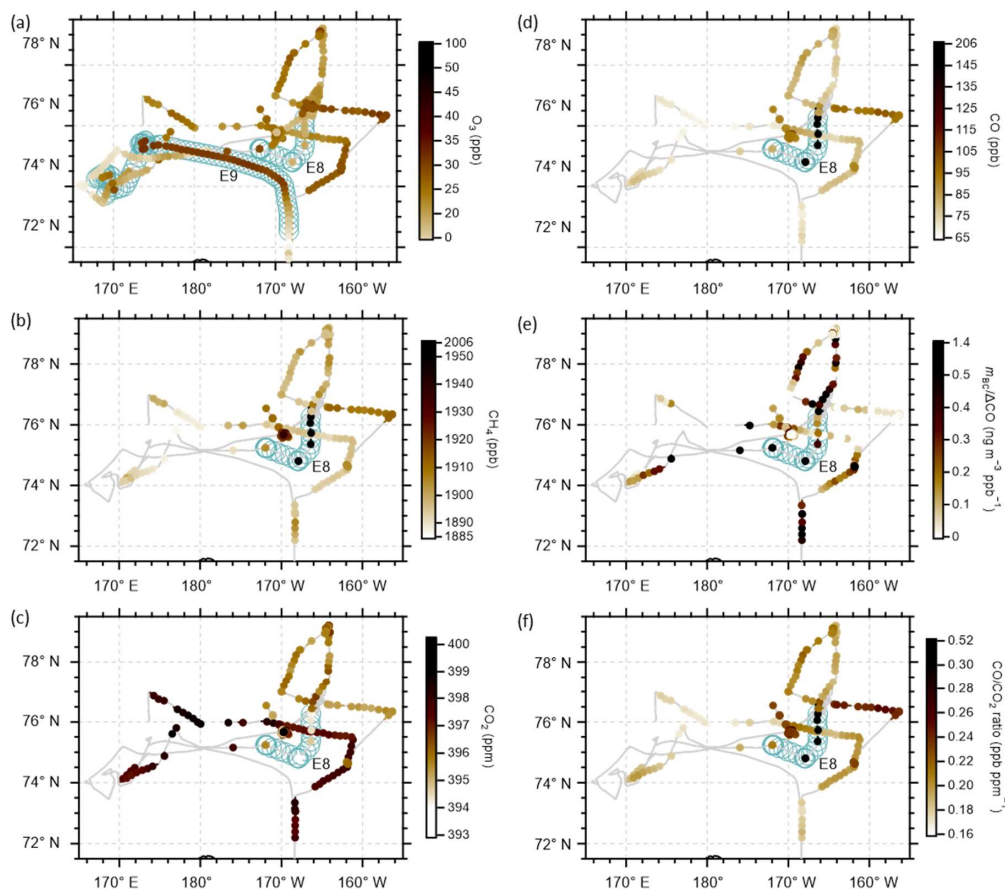 (a)
78° N
76° N
74° N
72° N
E9
E8
170° E
180°
170° W
160° W
100
50
45
40
35
30
25
20
10
0
O3 (ppb)
(d)
78° N
76° N
74° N
72° N
E8
170° E
180°
170° W
160° W
206
145
135
125
115
105
95
85
75
65
CO (ppb)
(b)
78° N
76° N
74° N
72° N
E8
170° E
180°
170° W
160° W
2006
1950
1940
1930
1920
1910
1900
1890
1885
CH4 (ppb)
(e)
78° N
76° N
74° N
72° N
E8
170° E
180°
170° W
160° W
1.4
0.5
0.4
0.3
0.2
0.1
0
mBC/ΔCO (ng m−3 ppb−1)
(c)
78° N
76° N
74° N
72° N
E8
170° E
180°
170° W
160° W
400
399
398
397
396
395
394
393
CO2 (ppm)
(f)
78° N
76° N
74° N
72° N
E8
170° E
180°
170° W
160° W
0.52
0.30
0.28
0.26
0.24
0.22
0.20
0.18
0.16
CO/CO2 ratio (ppb ppm−1)